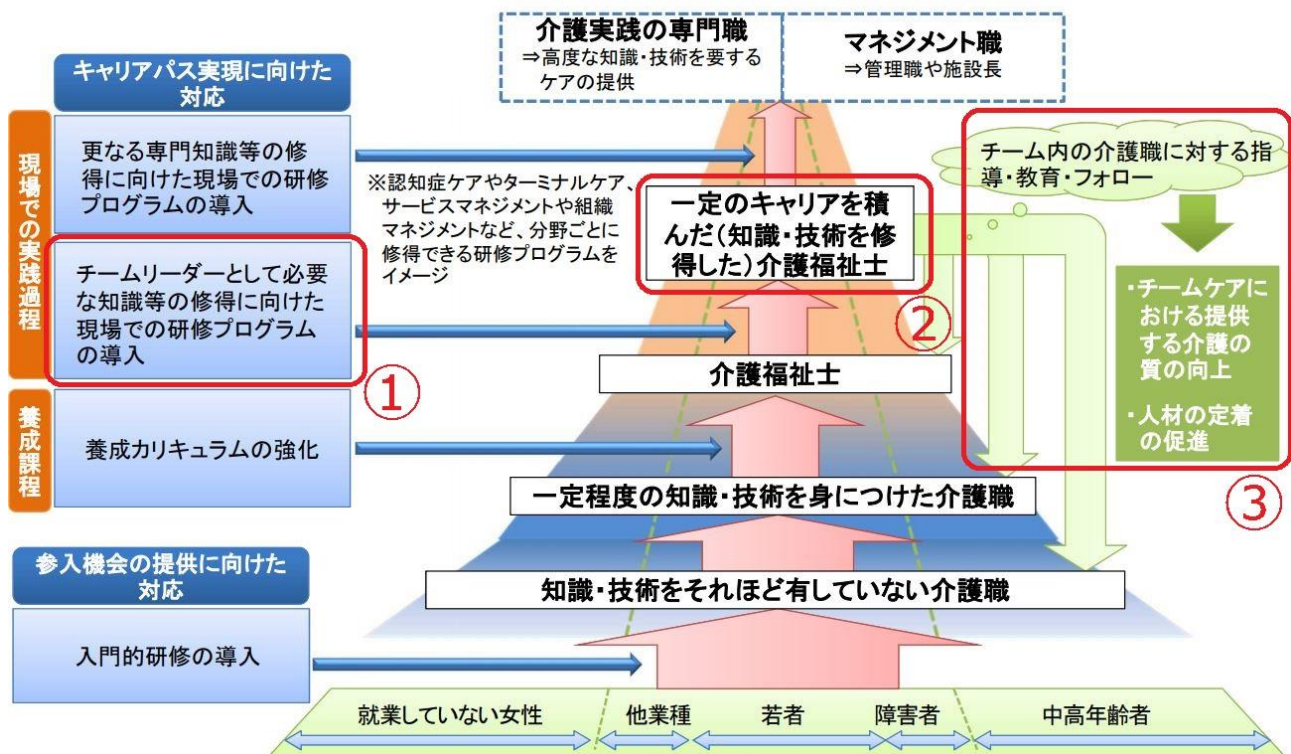 介護実践の専門職
⇒高度な知識・技術を要する
ケアの提供
マネジメント職
⇒管理職や施設長
キャリアパス実現に向けた
対応
現場での実践過程
更なる専門知識等の修
得に向けた現場での研修
プログラムの導入
※認知症ケアやターミナルケア、
サービスマネジメントや組織
マネジメントなど、分野ごとに
修得できる研修プログラムを
イメージ
一定のキャリアを積
んだ(知識・技術を修
得した)介護福祉士
②
チーム内の介護職に対する指
導・教育・フォロー
・チームケアに
おける提供
する介護の
質の向上
・人材の定着
の促進
③
チームリーダーとして必要
な知識等の修得に向けた
現場での研修プログラム
の導入
①
介護福祉士
養成課程
養成カリキュラムの強化
一定程度の知識・技術を身につけた介護職
参入機会の提供に向けた
対応
知識・技術をそれほど有していない介護職
入門的研修の導入
就業していない女性
他業種
若者
障害者
中高年齢者